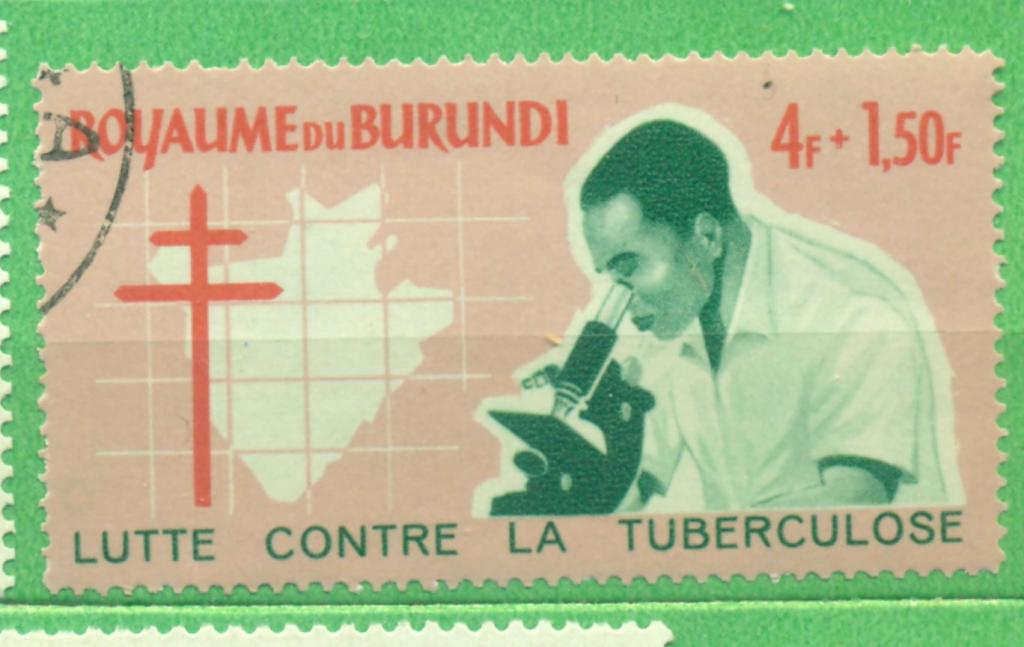 ROYAUME DU BURUNDI
4F + 1,50F
LUTTE CONTRE LA TUBERCULOSE